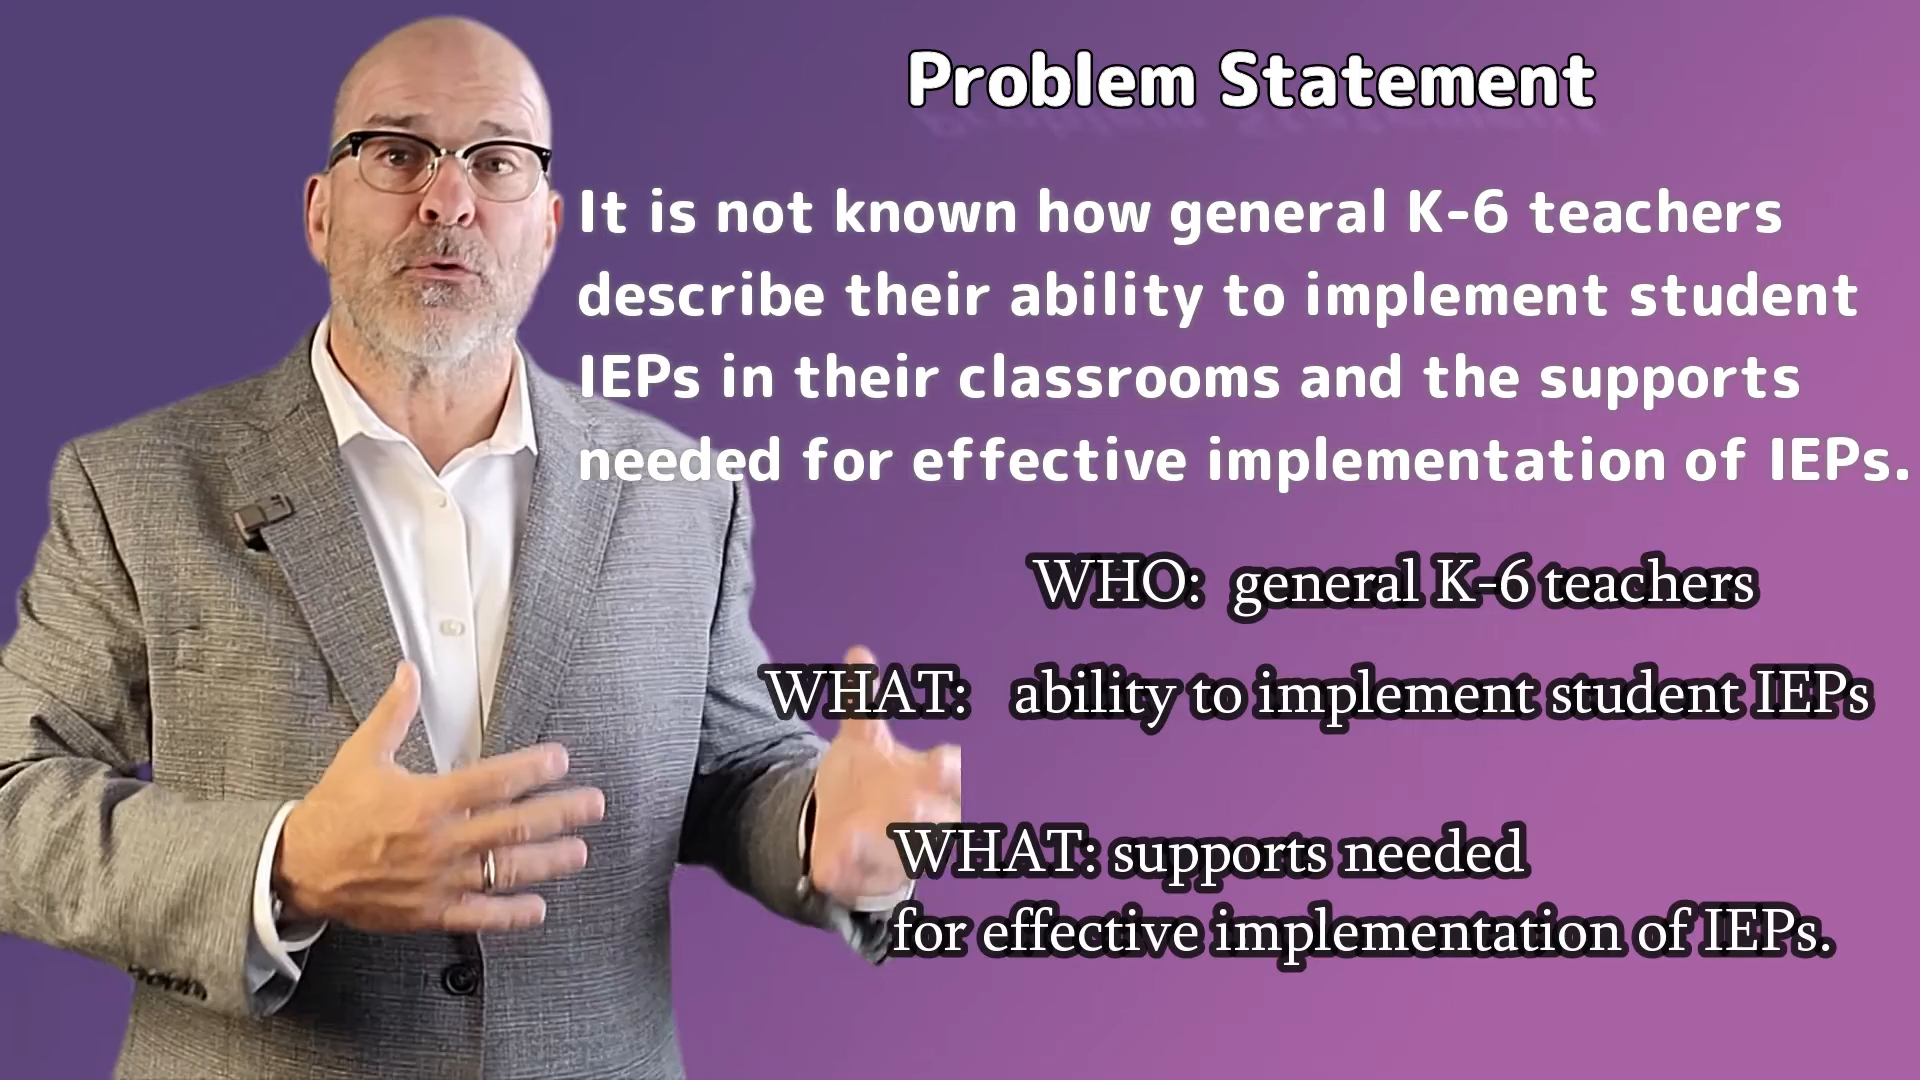 Problem Statement
It is not known how general K-6 teachers
describe their ability to implement student
IEPs in their classrooms and the supports
needed for effective implementation of IEPs.
WHO: general K-6 teachers
WHAT: ability to implement student IEPs
WHAT: supports needed
for effective implementation of IEPs.